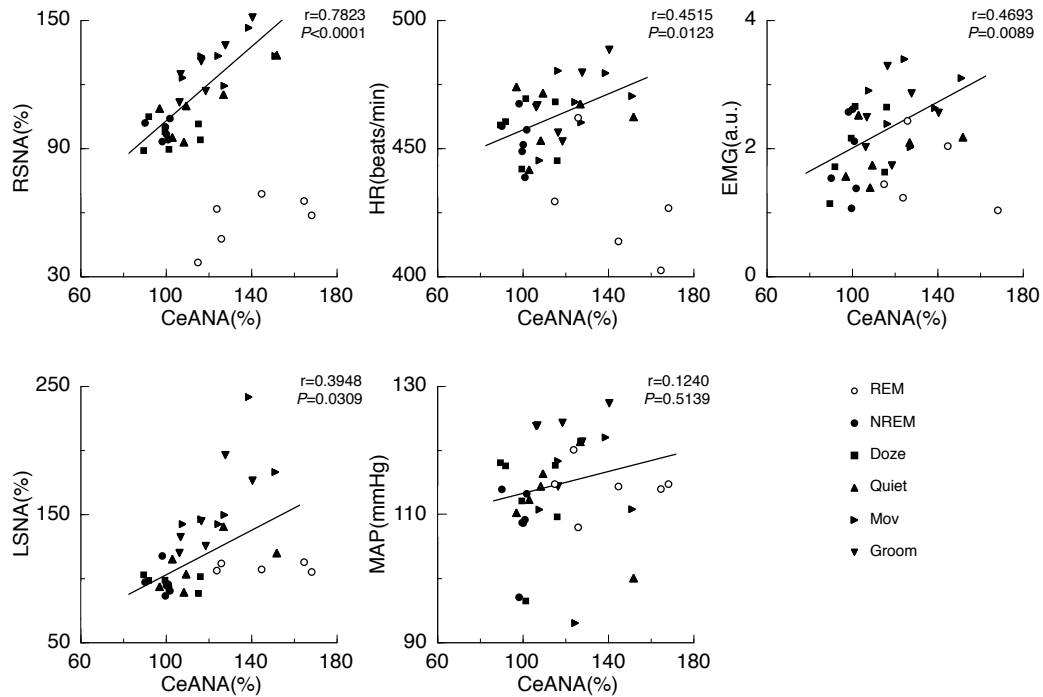 r=0.7823
P<0.0001
150
90
30
RSNA(%)
60
100
140
180
CeANA(%)
r=0.4515
P=0.0123
500
450
400
HR(beats/min)
60
100
140
180
CeANA(%)
r=0.4693
P=0.0089
4
2
0
EMG(a.u.)
60
100
140
180
CeANA(%)
r=0.3948
P=0.0309
250
150
50
LSNA(%)
60
100
140
180
CeANA(%)
r=0.1240
P=0.5139
130
110
90
MAP(mmHg)
60
100
140
180
CeANA(%)
REM
NREM
Doze
Quiet
Mov
Groom